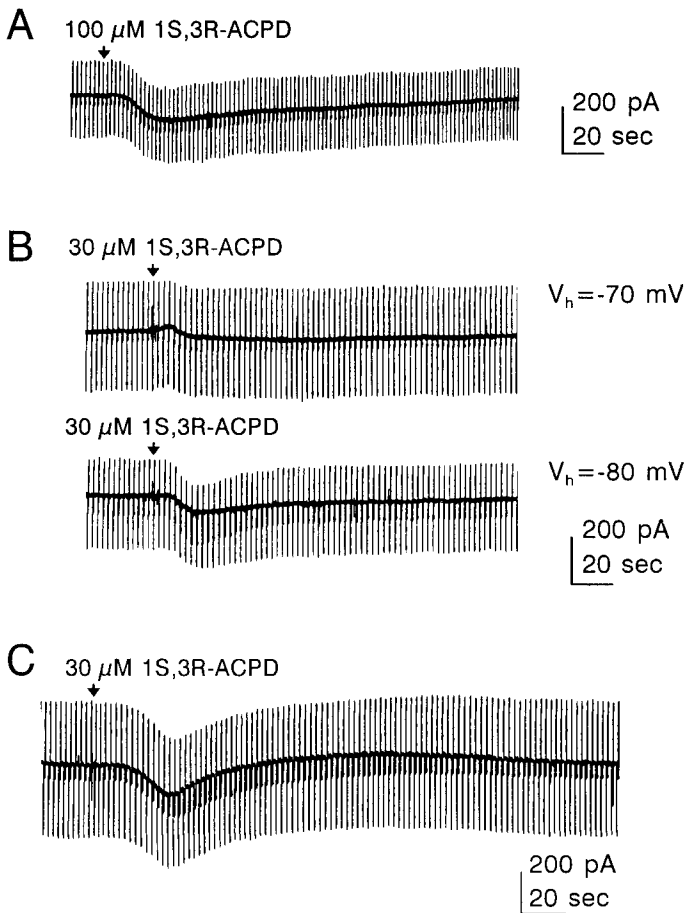 A
100 μM 1S,3R-ACPD
200 pA
20 sec
B
30 μM 1S,3R-ACPD
Vₕ=-70 mV
30 μM 1S,3R-ACPD
Vₕ=-80 mV
200 pA
20 sec
C
30 μM 1S,3R-ACPD
200 pA
20 sec